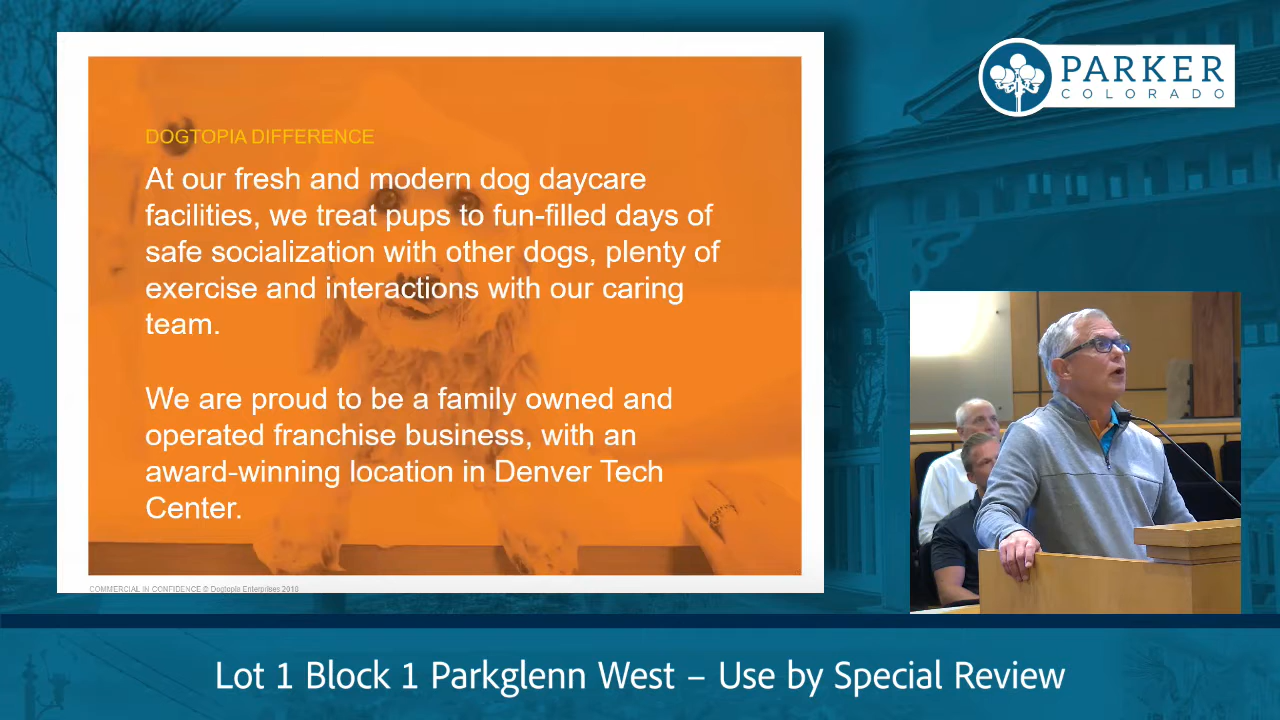 DOGTOPIA DIFFERENCE
At our fresh and modern dog daycare
facilities, we treat pups to fun-filled days of
safe socialization with other dogs, plenty of
exercise and interactions with our caring
team.
We are proud to be a family owned and
operated franchise business, with an
award-winning location in Denver Tech
Center.
COMMERCIAL IN CONFIDENCE © Dogtopia Enterprises 2018
PARKER
COLORADO
Lot 1 Block 1 Parkglenn West – Use by Special Review